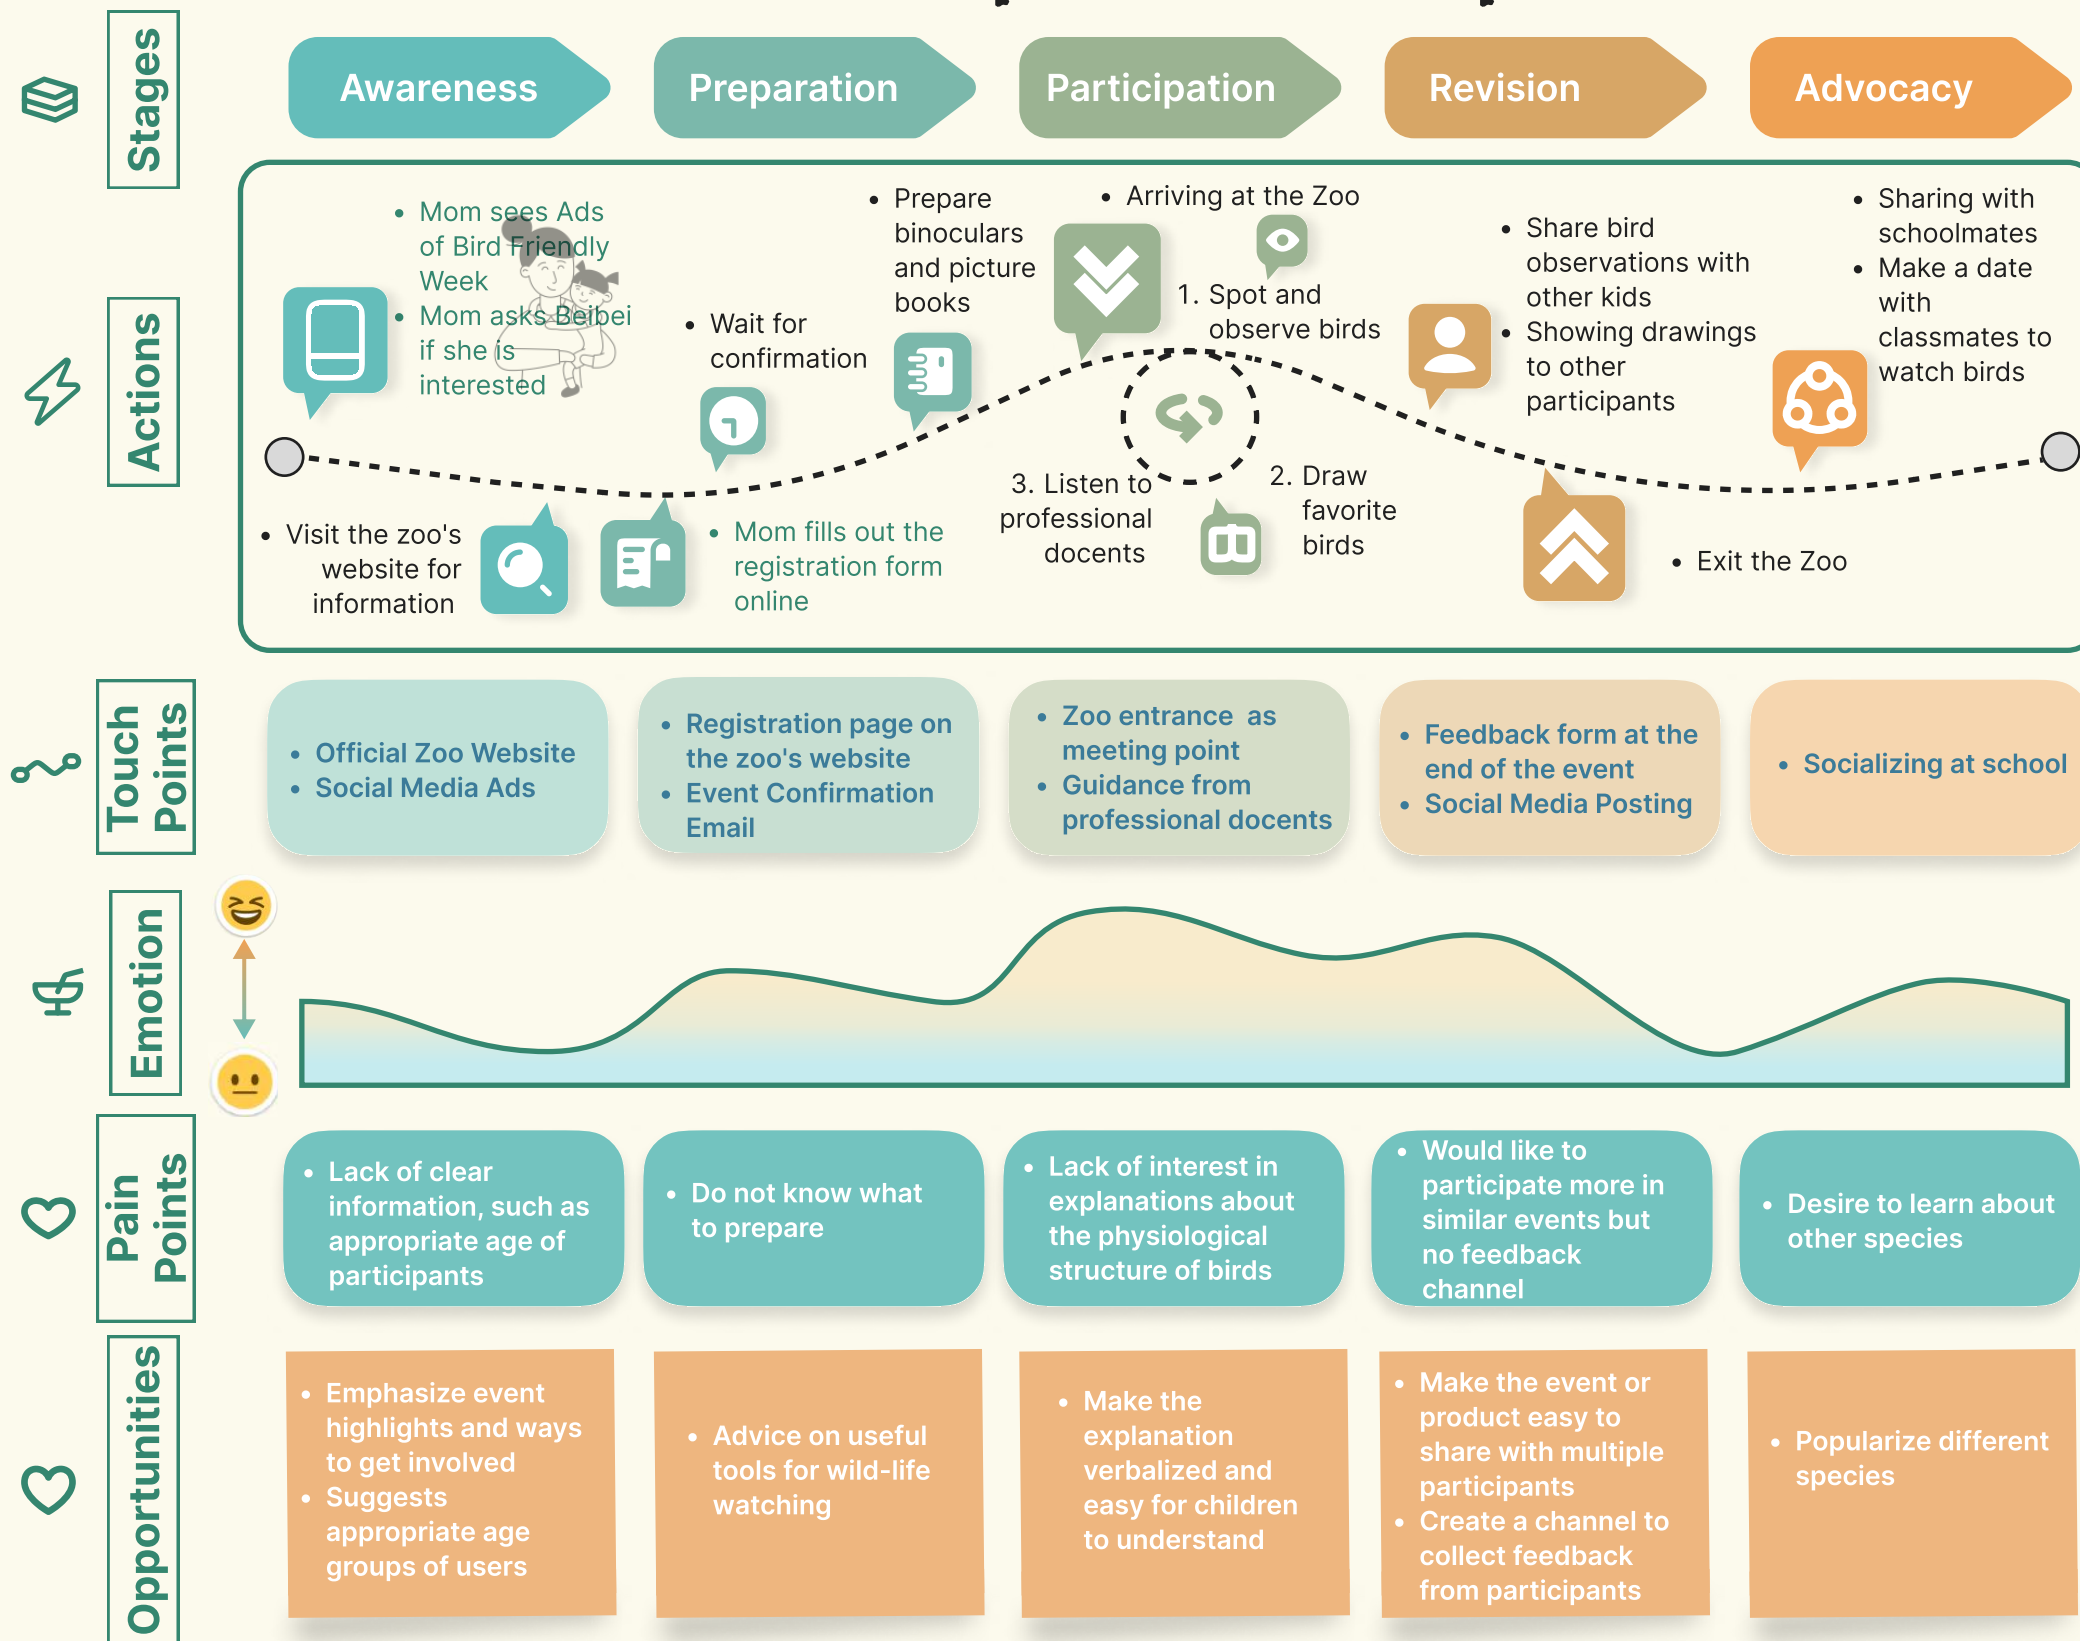 Stages
Awareness
Preparation
Participation
Revision
Advocacy
Actions
• Mom sees Ads
of Bird Friendly
Week
• Mom asks Beibei
if she is
interested
• Visit the zoo's
website for
information
• Wait for
confirmation
• Mom fills out the
registration form
online
• Prepare
binoculars
and picture
books
• Arriving at the Zoo
1. Spot and
observe birds
2. Draw
favorite
birds
3. Listen to
professional
docents
• Share bird
observations with
other kids
• Showing drawings
to other
participants
• Exit the Zoo
• Sharing with
schoolmates
• Make a date
with
classmates to
watch birds
Touch
Points
• Official Zoo Website
• Social Media Ads
• Registration page on
the zoo's website
• Event Confirmation
Email
• Zoo entrance as
meeting point
• Guidance from
professional docents
• Feedback form at the
end of the event
• Social Media Posting
• Socializing at school
Emotion
Pain
Points
• Lack of clear
information, such as
appropriate age of
participants
• Do not know what
to prepare
• Lack of interest in
explanations about
the physiological
structure of birds
• Would like to
participate more in
similar events but
no feedback
channel
• Desire to learn about
other species
Opportunities
• Emphasize event
highlights and ways
to get involved
• Suggests
appropriate age
groups of users
• Advice on useful
tools for wild-life
watching
• Make the
explanation
verbalized and
easy for children
to understand
• Make the event or
product easy to
share with multiple
participants
• Create a channel to
collect feedback
from participants
• Popularize different
species